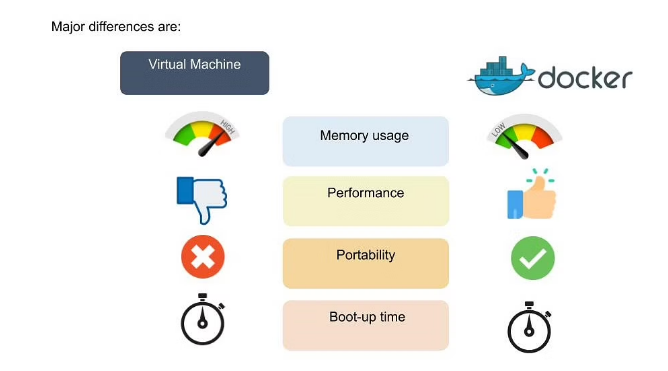 Major differences are:
Virtual Machine
docker
HIGH
Memory usage
LOW
Performance
Portability
Boot-up time